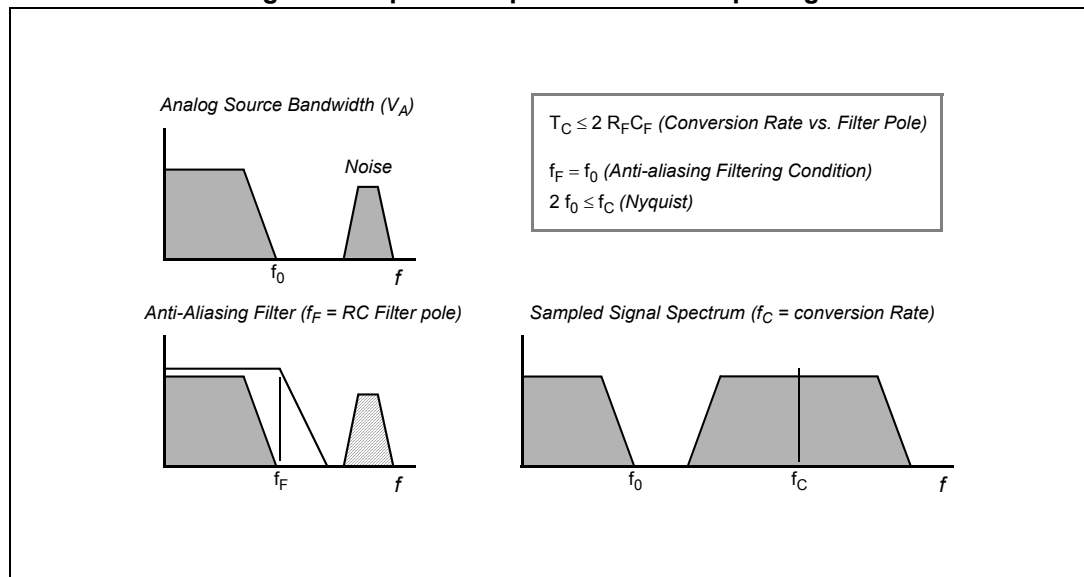 Analog Source Bandwidth (V_A)
Noise
f_0
f
T_C ≤ 2 R_FC_F (Conversion Rate vs. Filter Pole)
f_F = f_0 (Anti-aliasing Filtering Condition)
2 f_0 ≤ f_C (Nyquist)
Anti-Aliasing Filter (f_F = RC Filter pole)
f_F
f
Sampled Signal Spectrum (f_C = conversion Rate)
f_0
f_C
f